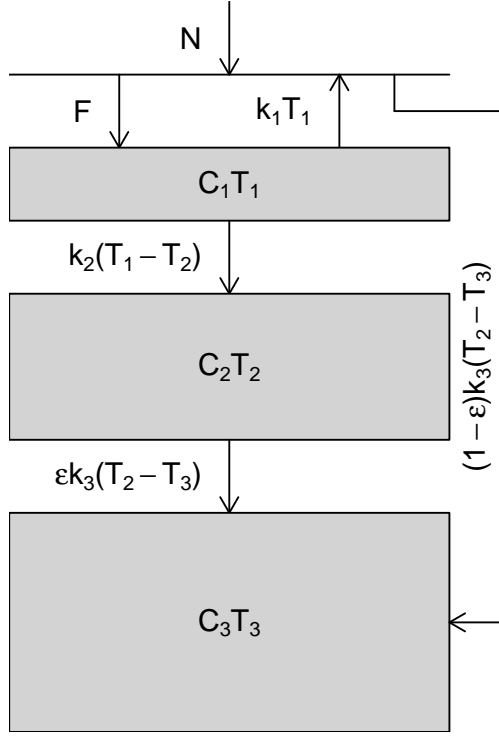 N
F
k₁T₁
C₁T₁
k₂(T₁ − T₂)
C₂T₂
(1 − ε)k₃(T₂ − T₃)
εk₃(T₂ − T₃)
C₃T₃